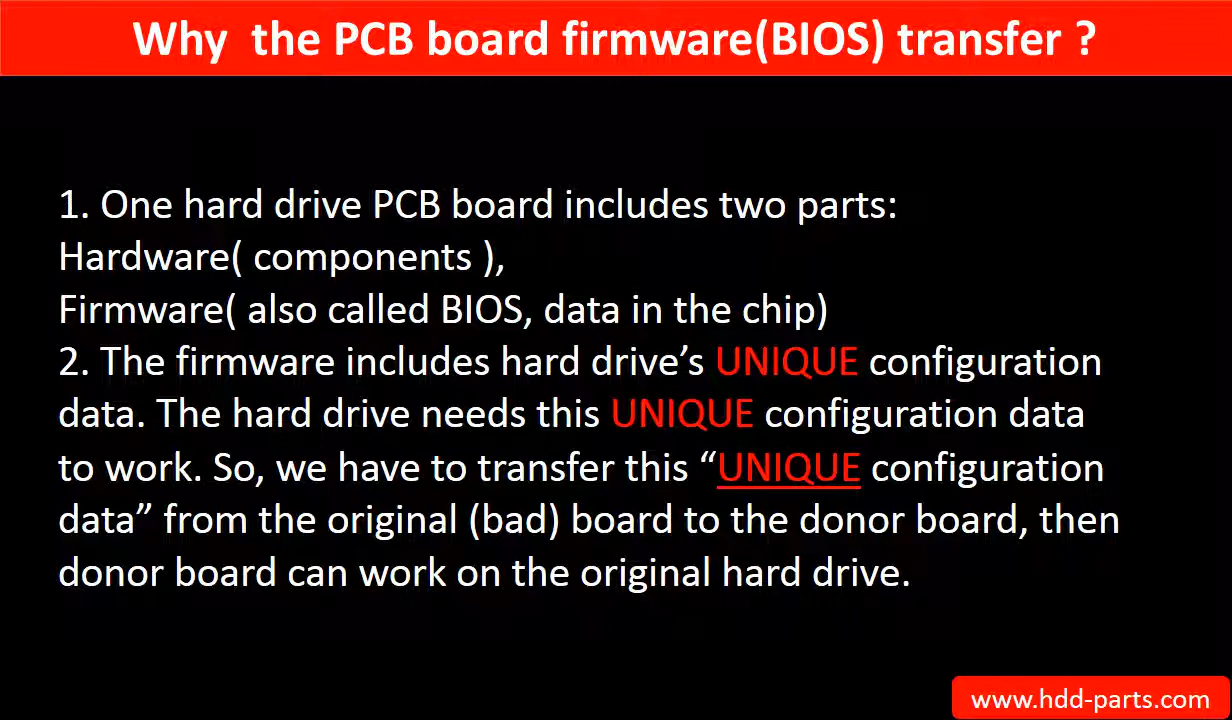 Why  the PCB board firmware(BIOS) transfer ?
1. One hard drive PCB board includes two parts:
Hardware( components ),
Firmware( also called BIOS, data in the chip)
2. The firmware includes hard drive’s UNIQUE configuration
data. The hard drive needs this UNIQUE configuration data
to work. So, we have to transfer this “UNIQUE configuration
data” from the original (bad) board to the donor board, then
donor board can work on the original hard drive.
www.hdd-parts.com